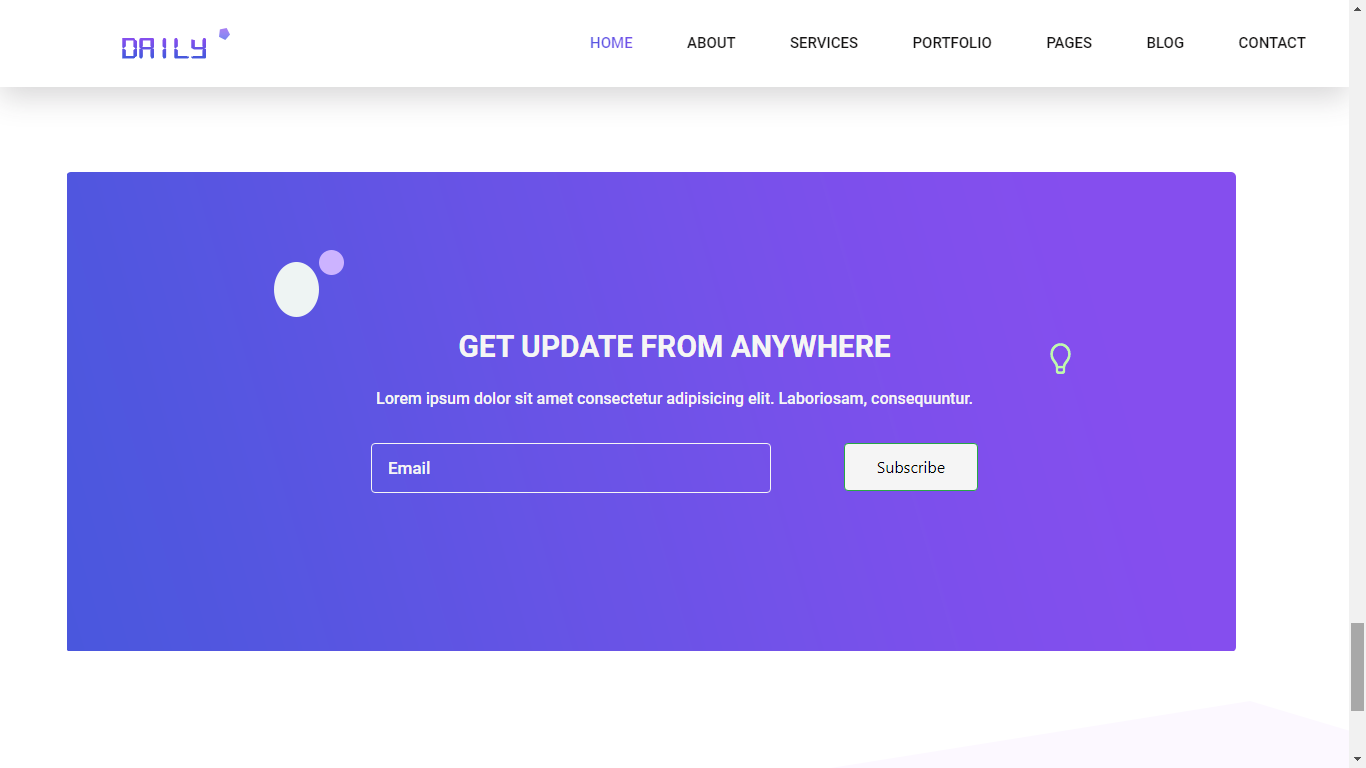 DAILY
HOME ABOUT SERVICES PORTFOLIO PAGES BLOG CONTACT
GET UPDATE FROM ANYWHERE
Lorem ipsum dolor sit amet consectetur adipisicing elit. Laboriosam, consequuntur.
Email
Subscribe